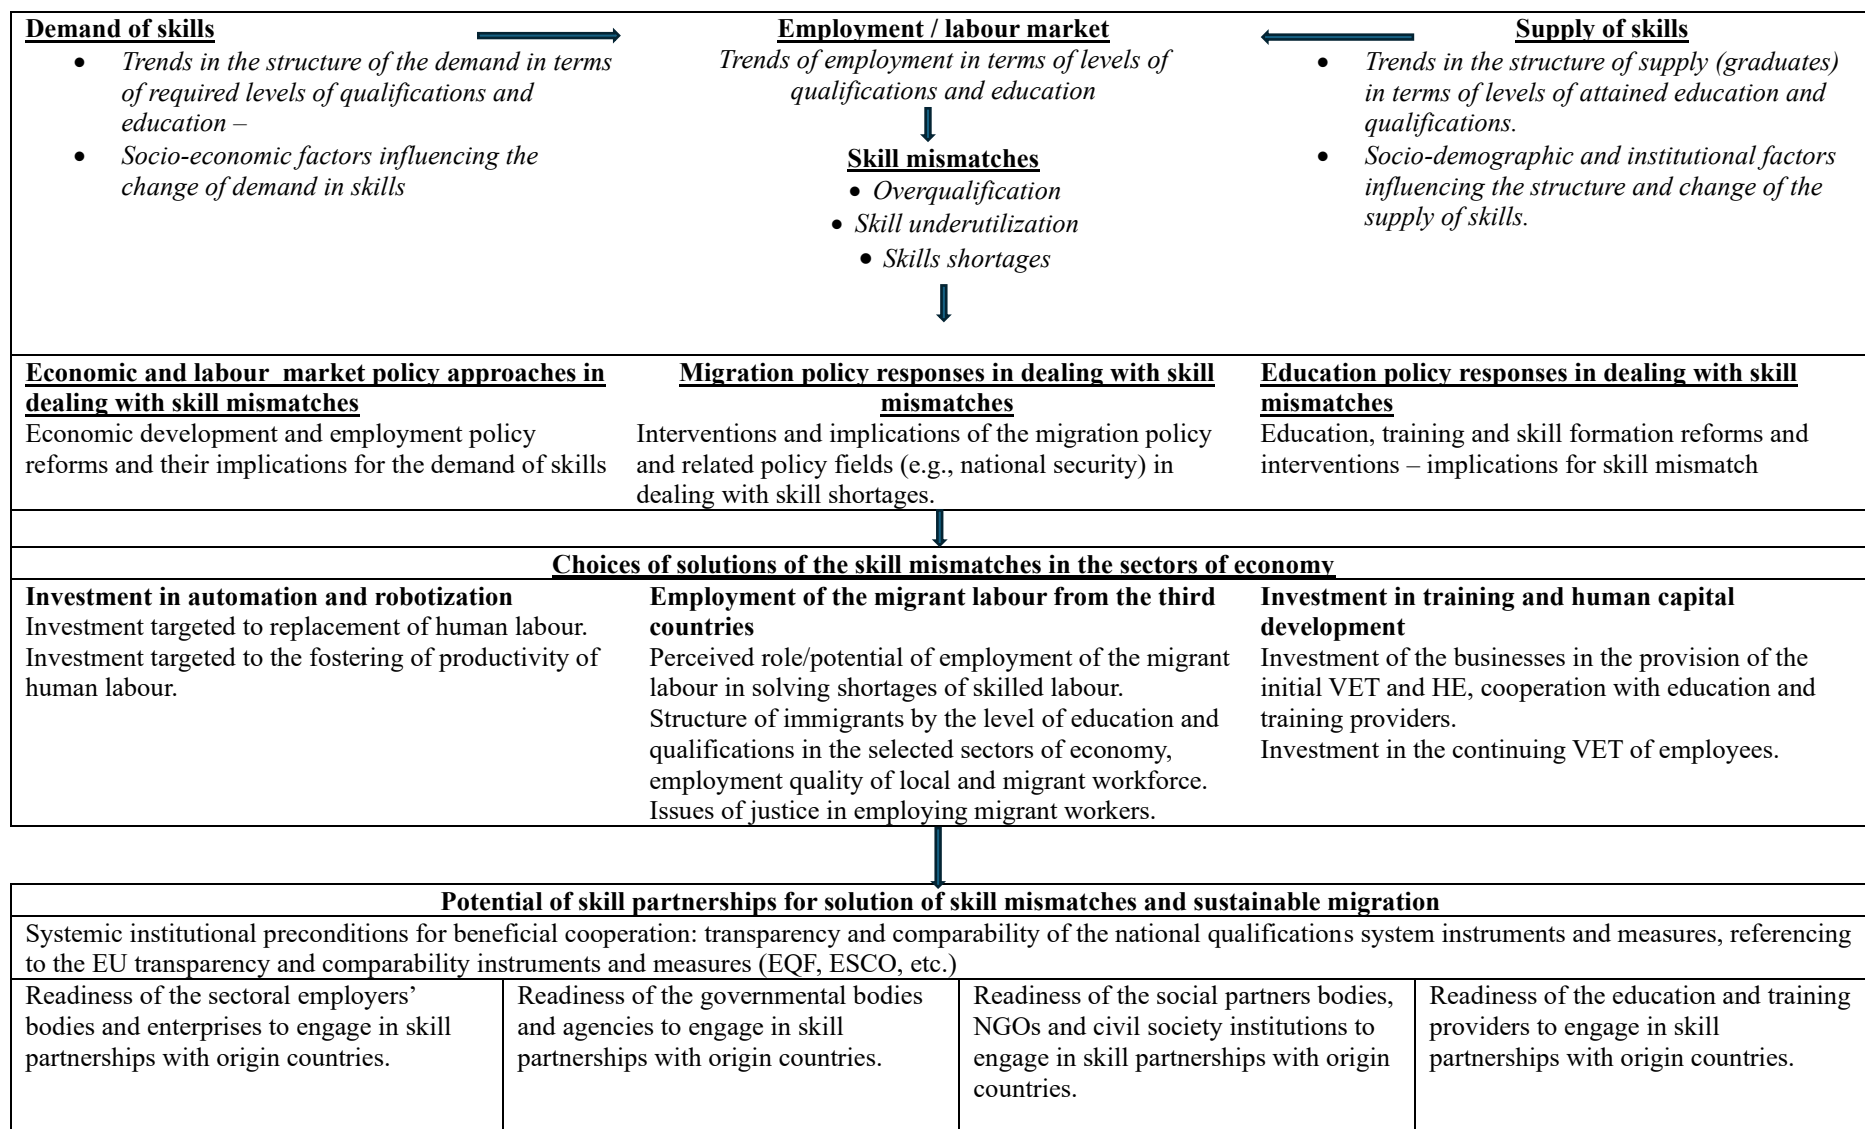 Demand of skills
• Trends in the structure of the demand in terms
of required levels of qualifications and
education –
• Socio-economic factors influencing the
change of demand in skills
Employment / labour market
Trends of employment in terms of levels of
qualifications and education
Skill mismatches
• Overqualification
• Skill underutilization
• Skills shortages
Supply of skills
• Trends in the structure of supply (graduates)
in terms of levels of attained education and
qualifications.
• Socio-demographic and institutional factors
influencing the structure and change of the
supply of skills.
Economic and labour market policy approaches in
dealing with skill mismatches
Economic development and employment policy
reforms and their implications for the demand of skills
Migration policy responses in dealing with skill
mismatches
Interventions and implications of the migration policy
and related policy fields (e.g., national security) in
dealing with skill shortages.
Education policy responses in dealing with skill
mismatches
Education, training and skill formation reforms and
interventions – implications for skill mismatch
Choices of solutions of the skill mismatches in the sectors of economy
Investment in automation and robotization
Investment targeted to replacement of human labour.
Investment targeted to the fostering of productivity of
human labour.
Employment of the migrant labour from the third
countries
Perceived role/potential of employment of the migrant
labour in solving shortages of skilled labour.
Structure of immigrants by the level of education and
qualifications in the selected sectors of economy,
employment quality of local and migrant workforce.
Issues of justice in employing migrant workers.
Investment in training and human capital
development
Investment of the businesses in the provision of the
initial VET and HE, cooperation with education and
training providers.
Investment in the continuing VET of employees.
Potential of skill partnerships for solution of skill mismatches and sustainable migration
Systemic institutional preconditions for beneficial cooperation: transparency and comparability of the national qualifications system instruments and measures, referencing
to the EU transparency and comparability instruments and measures (EQF, ESCO, etc.)
Readiness of the sectoral employers’
bodies and enterprises to engage in skill
partnerships with origin countries.
Readiness of the governmental bodies
and agencies to engage in skill
partnerships with origin countries.
Readiness of the social partners bodies,
NGOs and civil society institutions to
engage in skill partnerships with origin
countries.
Readiness of the education and training
providers to engage in skill
partnerships with origin countries.